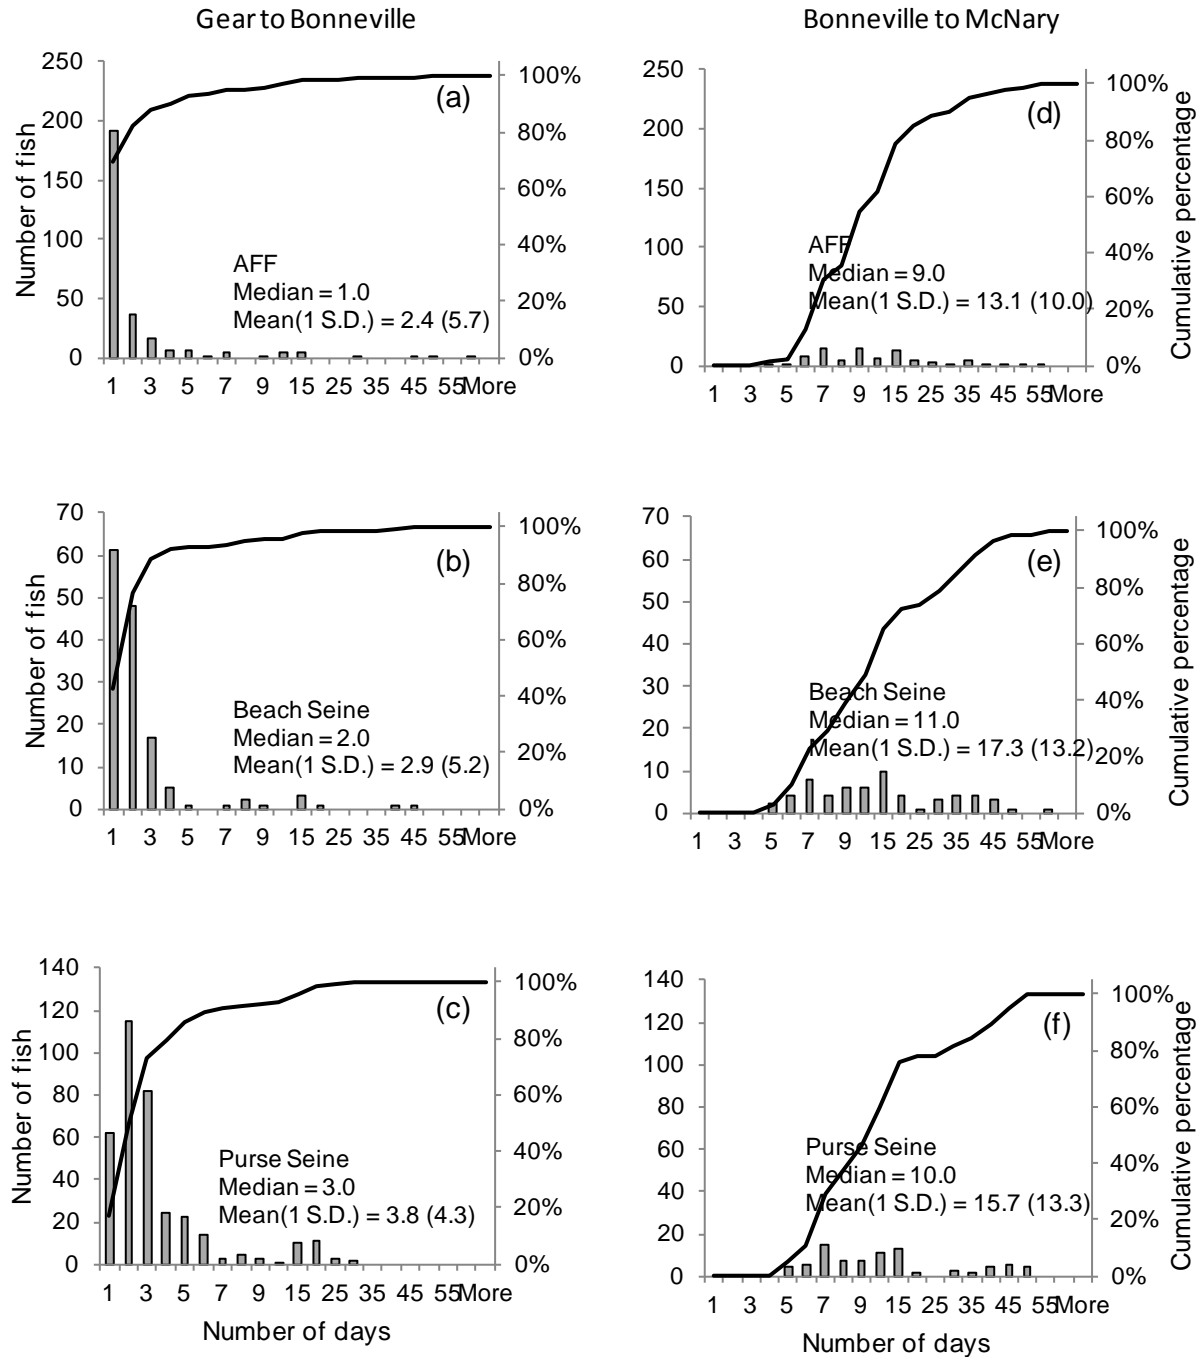 Gear to Bonneville
250
200
150
100
50
0
Number of fish
100%
80%
60%
40%
20%
0%
(a)
AFF
Median = 1.0
Mean(1 S.D.) = 2.4 (5.7)
1 3 5 7 9 15 25 35 45 55 More
Bonneville to McNary
250
200
150
100
50
0
100%
80%
60%
40%
20%
0%
Cumulative percentage
(d)
AFF
Median = 9.0
Mean(1 S.D.) = 13.1 (10.0)
1 3 5 7 9 15 25 35 45 55 More
70
60
50
40
30
20
10
0
Number of fish
100%
80%
60%
40%
20%
0%
(b)
Beach Seine
Median = 2.0
Mean(1 S.D.) = 2.9 (5.2)
1 3 5 7 9 15 25 35 45 55 More
70
60
50
40
30
20
10
0
100%
80%
60%
40%
20%
0%
Cumulative percentage
(e)
Beach Seine
Median = 11.0
Mean(1 S.D.) = 17.3 (13.2)
1 3 5 7 9 15 25 35 45 55 More
140
120
100
80
60
40
20
0
Number of fish
100%
80%
60%
40%
20%
0%
(c)
Purse Seine
Median = 3.0
Mean(1 S.D.) = 3.8 (4.3)
1 3 5 7 9 15 25 35 45 55 More
Number of days
140
120
100
80
60
40
20
0
100%
80%
60%
40%
20%
0%
Cumulative percentage
(f)
Purse Seine
Median = 10.0
Mean(1 S.D.) = 15.7 (13.3)
1 3 5 7 9 15 25 35 45 55 More
Number of days